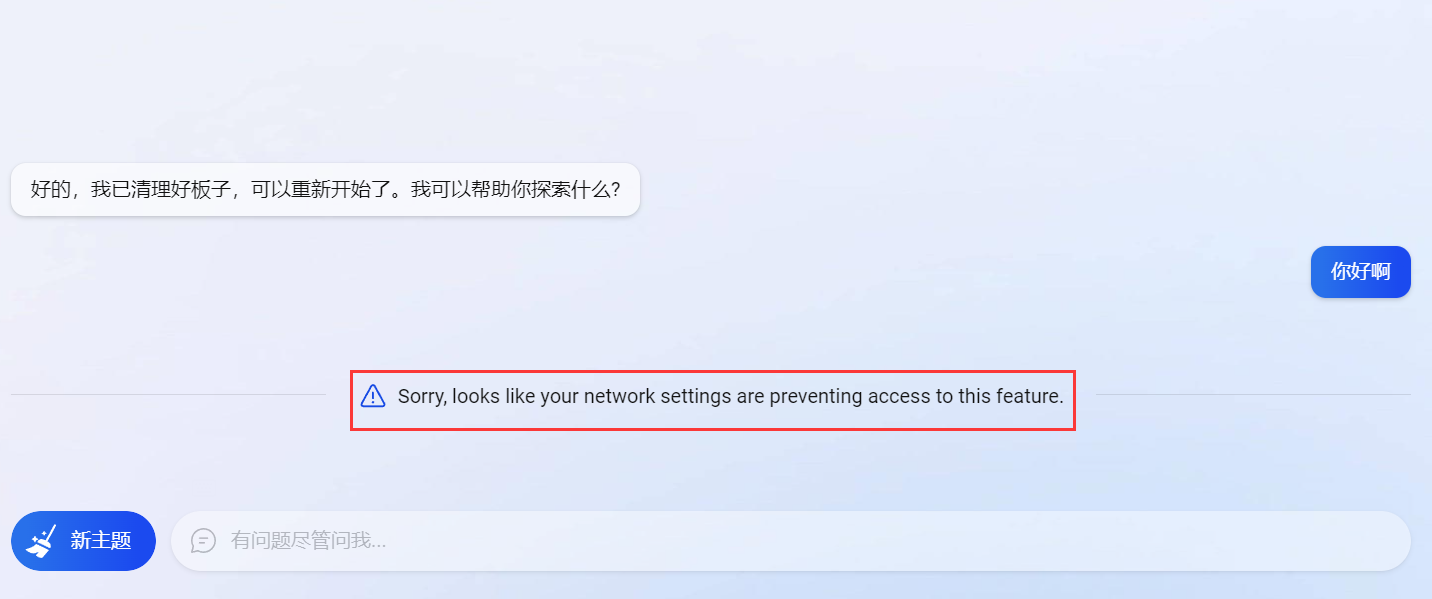 好的，我已清理好板子，可以重新开始了。我可以帮助你探索什么?
你好啊
Sorry, looks like your network settings are preventing access to this feature.
新主题
有问题尽管问我...